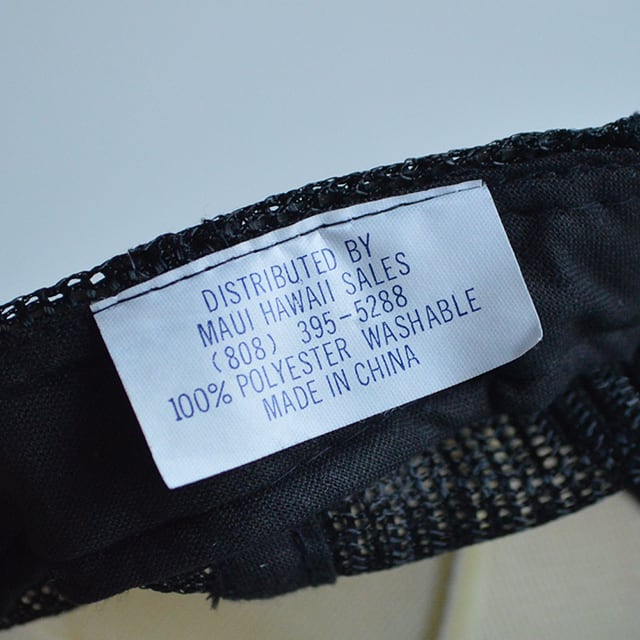 DISTRIBUTED BY
MAUI HAWAII SALES
(808) 395-5288
100% POLYESTER WASHABLE
MADE IN CHINA